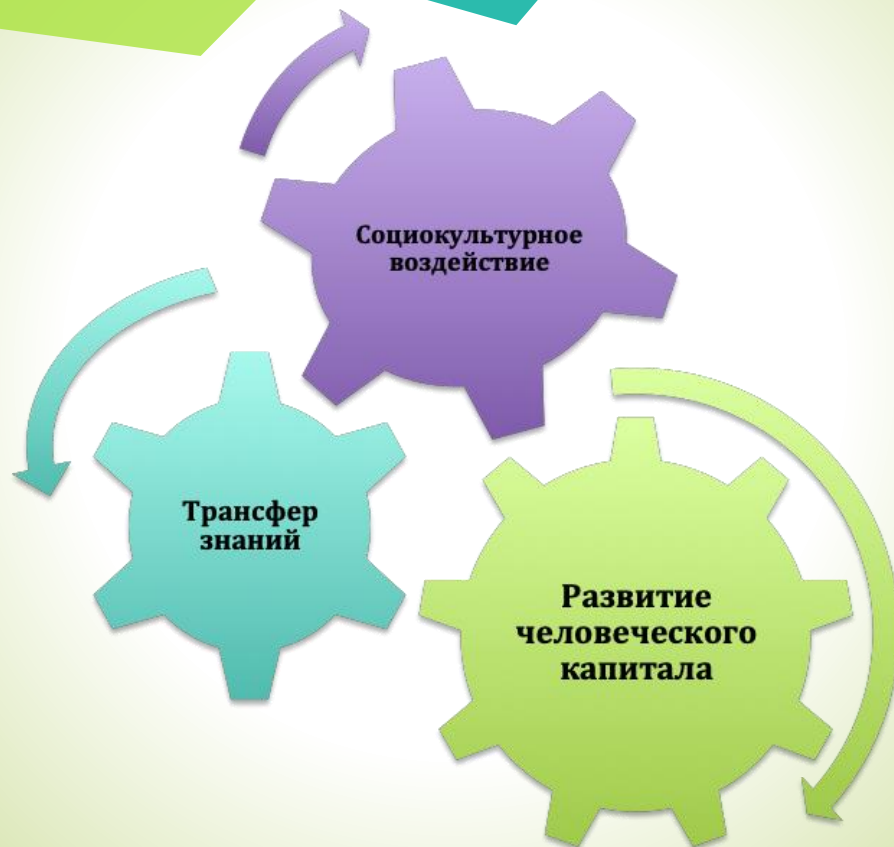 Социокультурное
воздействие
Трансфер
знаний
Развитие
человеческого
капитала